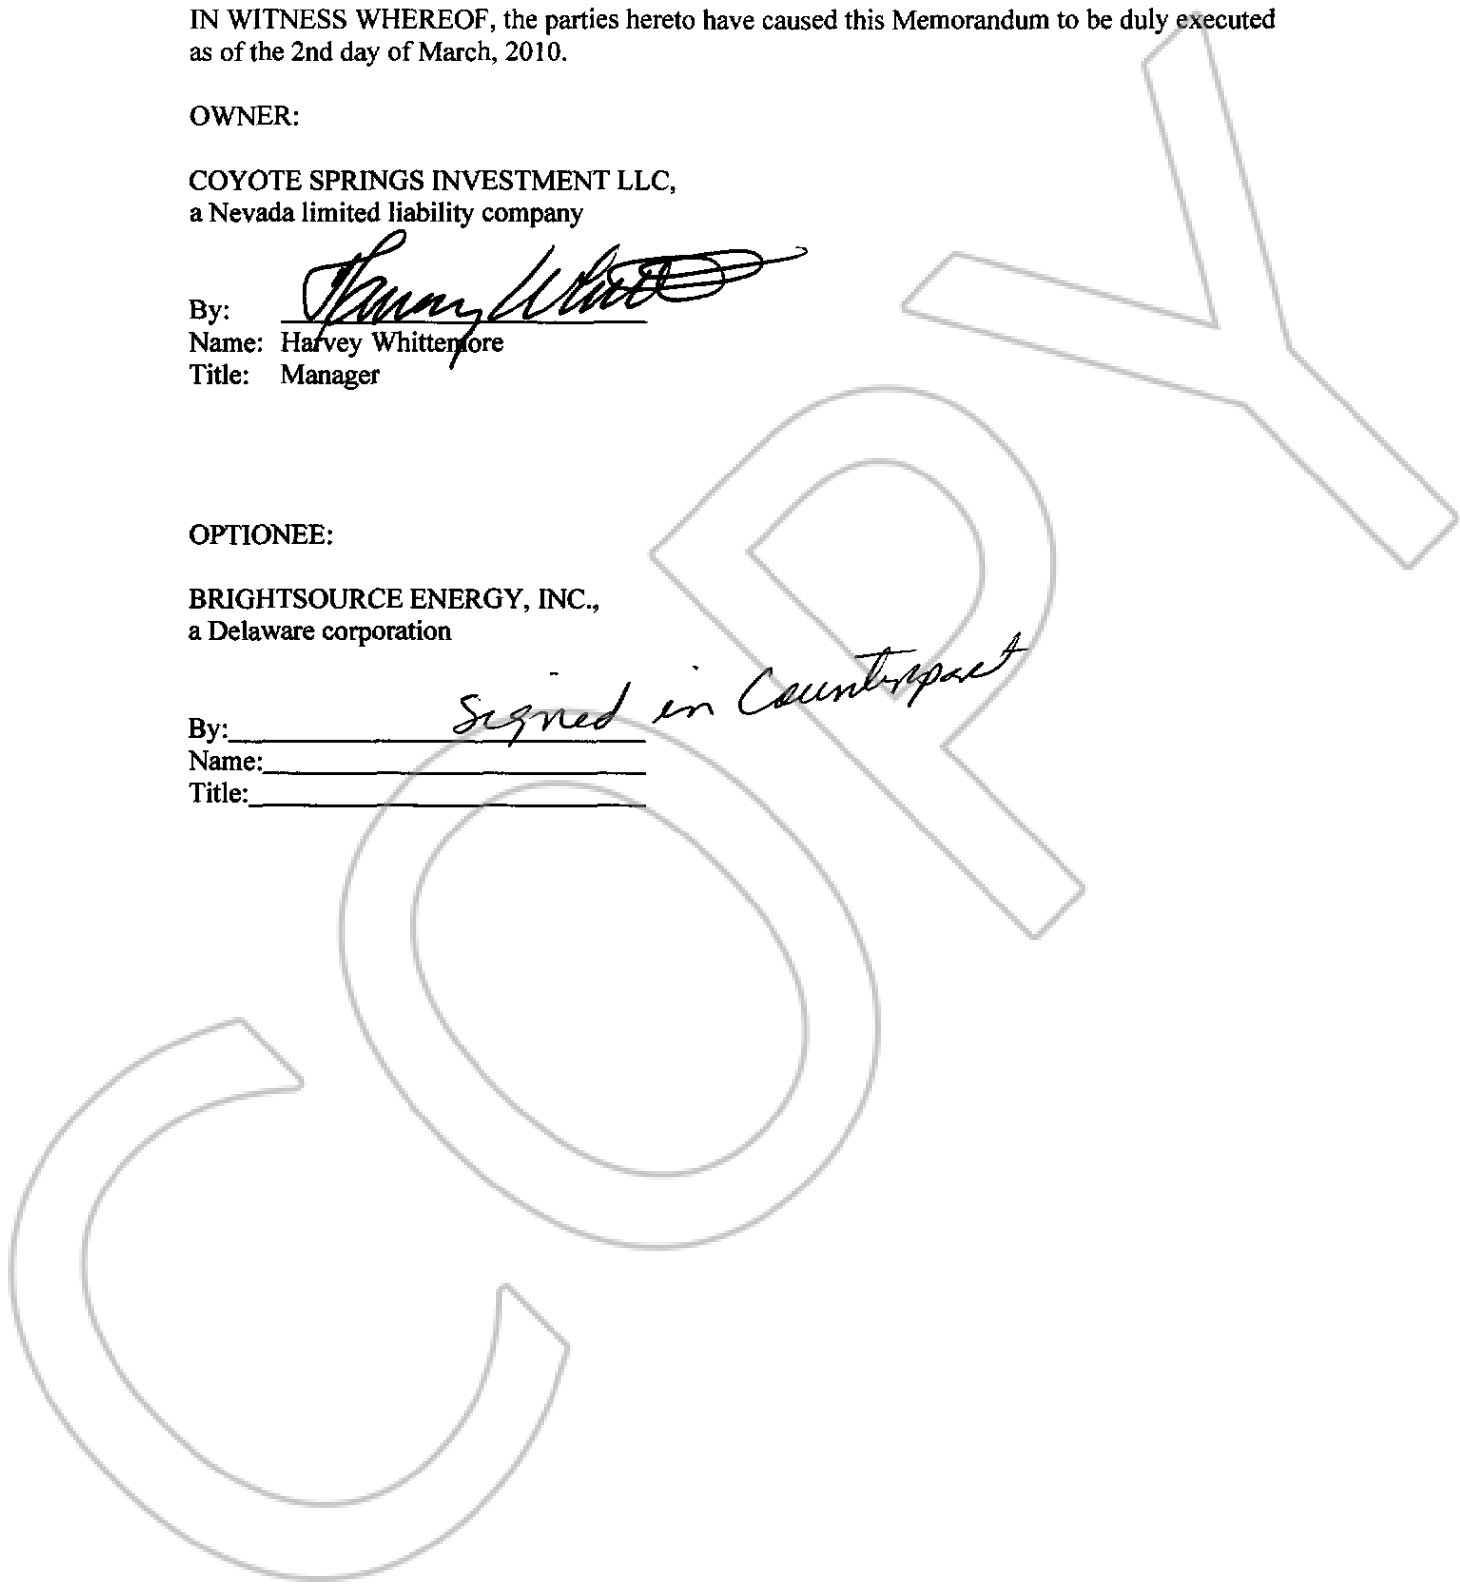 IN WITNESS WHEREOF, the parties hereto have caused this Memorandum to be duly executed
as of the 2nd day of March, 2010.
OWNER:
COYOTE SPRINGS INVESTMENT LLC,
a Nevada limited liability company
By:
Name: Harvey Whittemore
Title: Manager
OPTIONEE:
BRIGHTSOURCE ENERGY, INC.,
a Delaware corporation
By: Signed in Counterpart
Name:
Title:
COPY